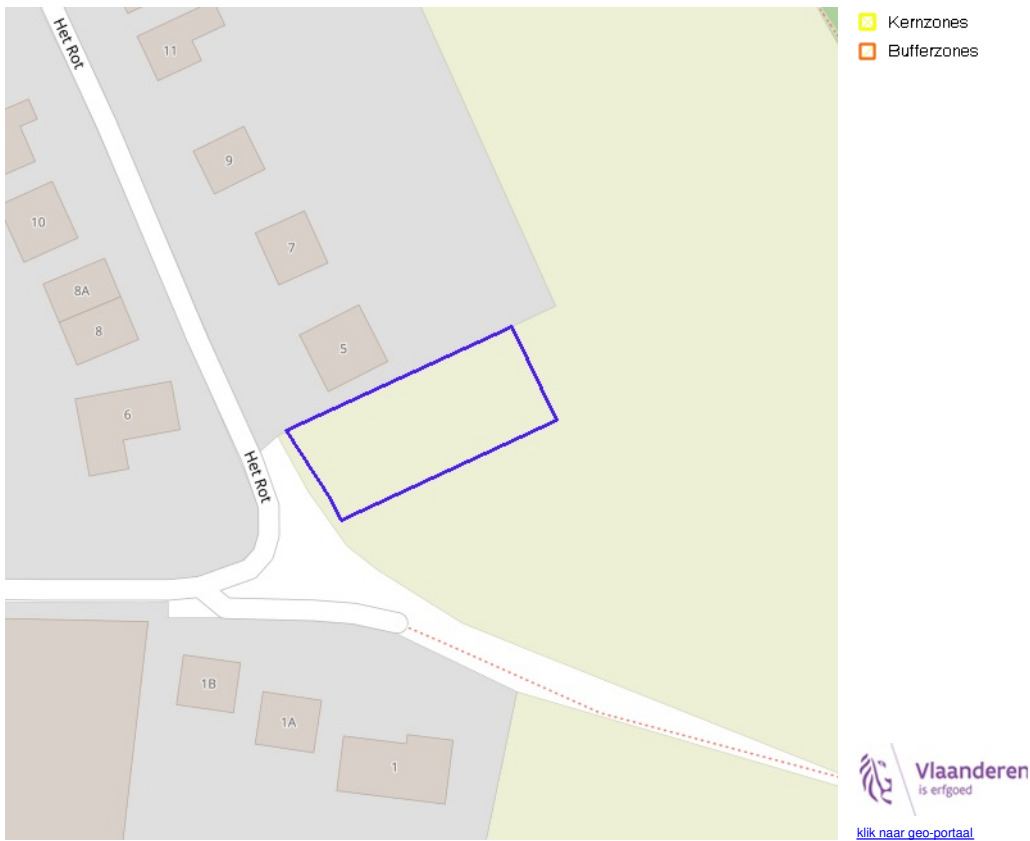 Het Rot
11
9
10
7
8A
8
5
6
Het Rot
1B
1A
1
Kernzones
Bufferzones
Vlaanderen
is erfgoed
klik naar geo-portaal